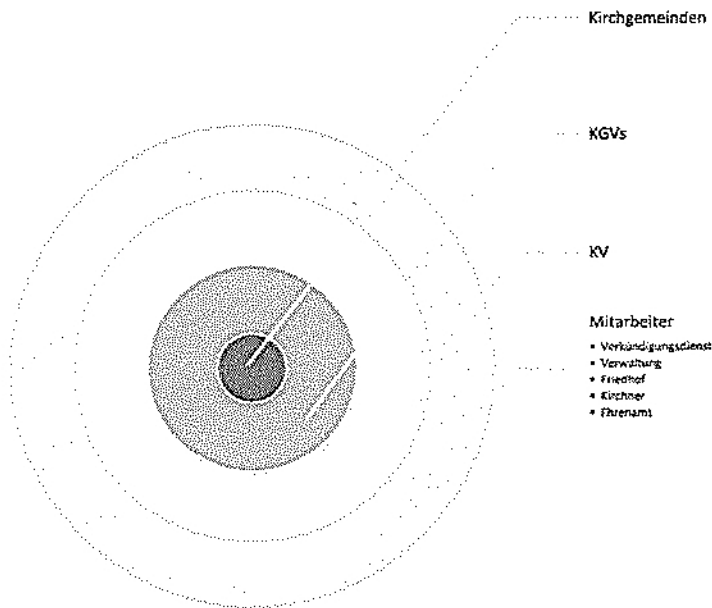 Kirchgemeinden
KGVs
KV
Mitarbeiter
• Verkündigungsdienst
• Verwaltung
• Friedhof
• Kirchner
• Ehrenamt